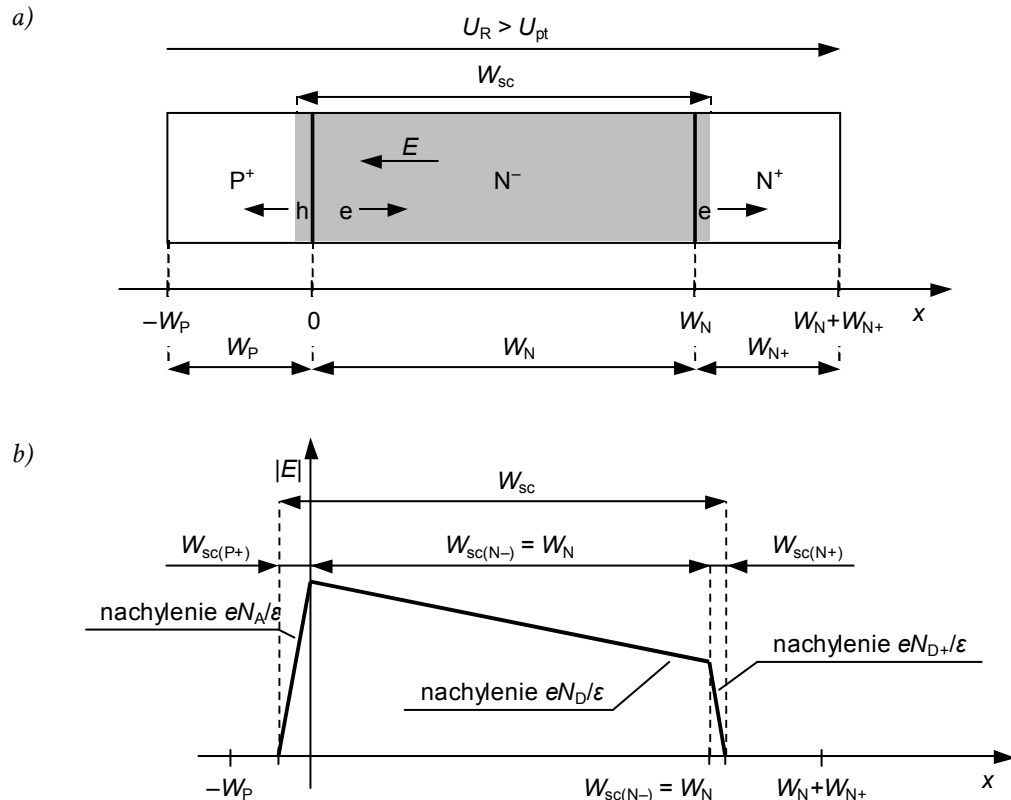 a)
U_R > U_pt
W_sc
E
P⁺
N⁻
N⁺
h
e
e
–W_P
0
W_N
W_N+W_N+
x
W_P
W_N
W_N+
b)
|E|
W_sc
W_sc(P+)
W_sc(N–) = W_N
W_sc(N+)
nachylenie eN_A/ε
nachylenie eN_D+/ε
nachylenie eN_D/ε
–W_P
W_sc(N–) = W_N
W_N+W_N+
x